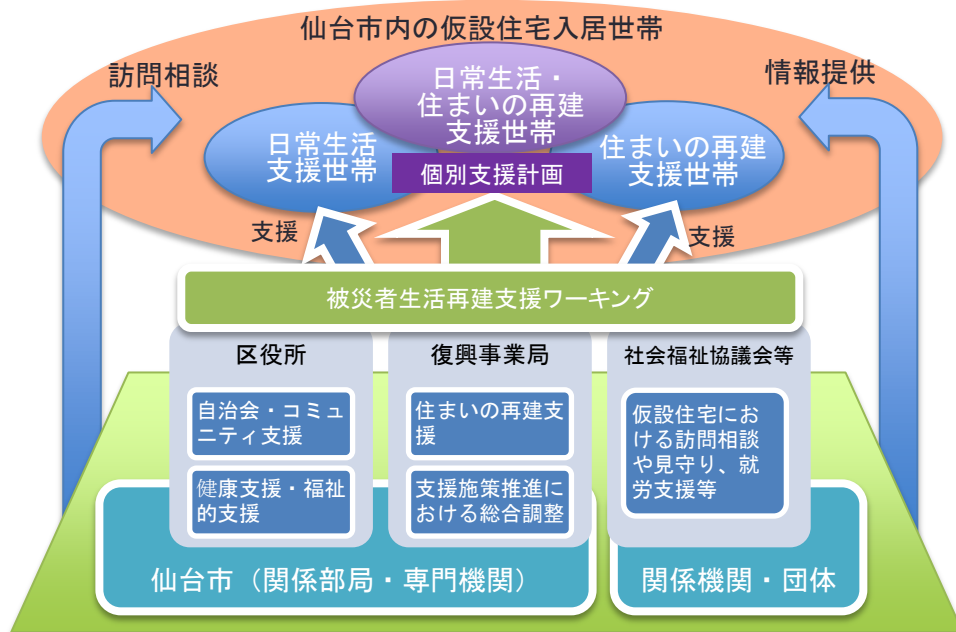 仙台市内の仮設住宅入居世帯
訪問相談
情報提供
日常生活・
住まいの再建
支援世帯
日常生活
支援世帯
住まいの再建
支援世帯
個別支援計画
支援
支援
被災者生活再建支援ワーキング
区役所
自治会・コミュ
ニティ支援
健康支援・福祉
的支援
復興事業局
住まいの再建支
援
支援施策推進に
おける総合調整
社会福祉協議会等
仮設住宅にお
ける訪問相談
や見守り、就
労支援等
仙台市（関係部局・専門機関）
関係機関・団体